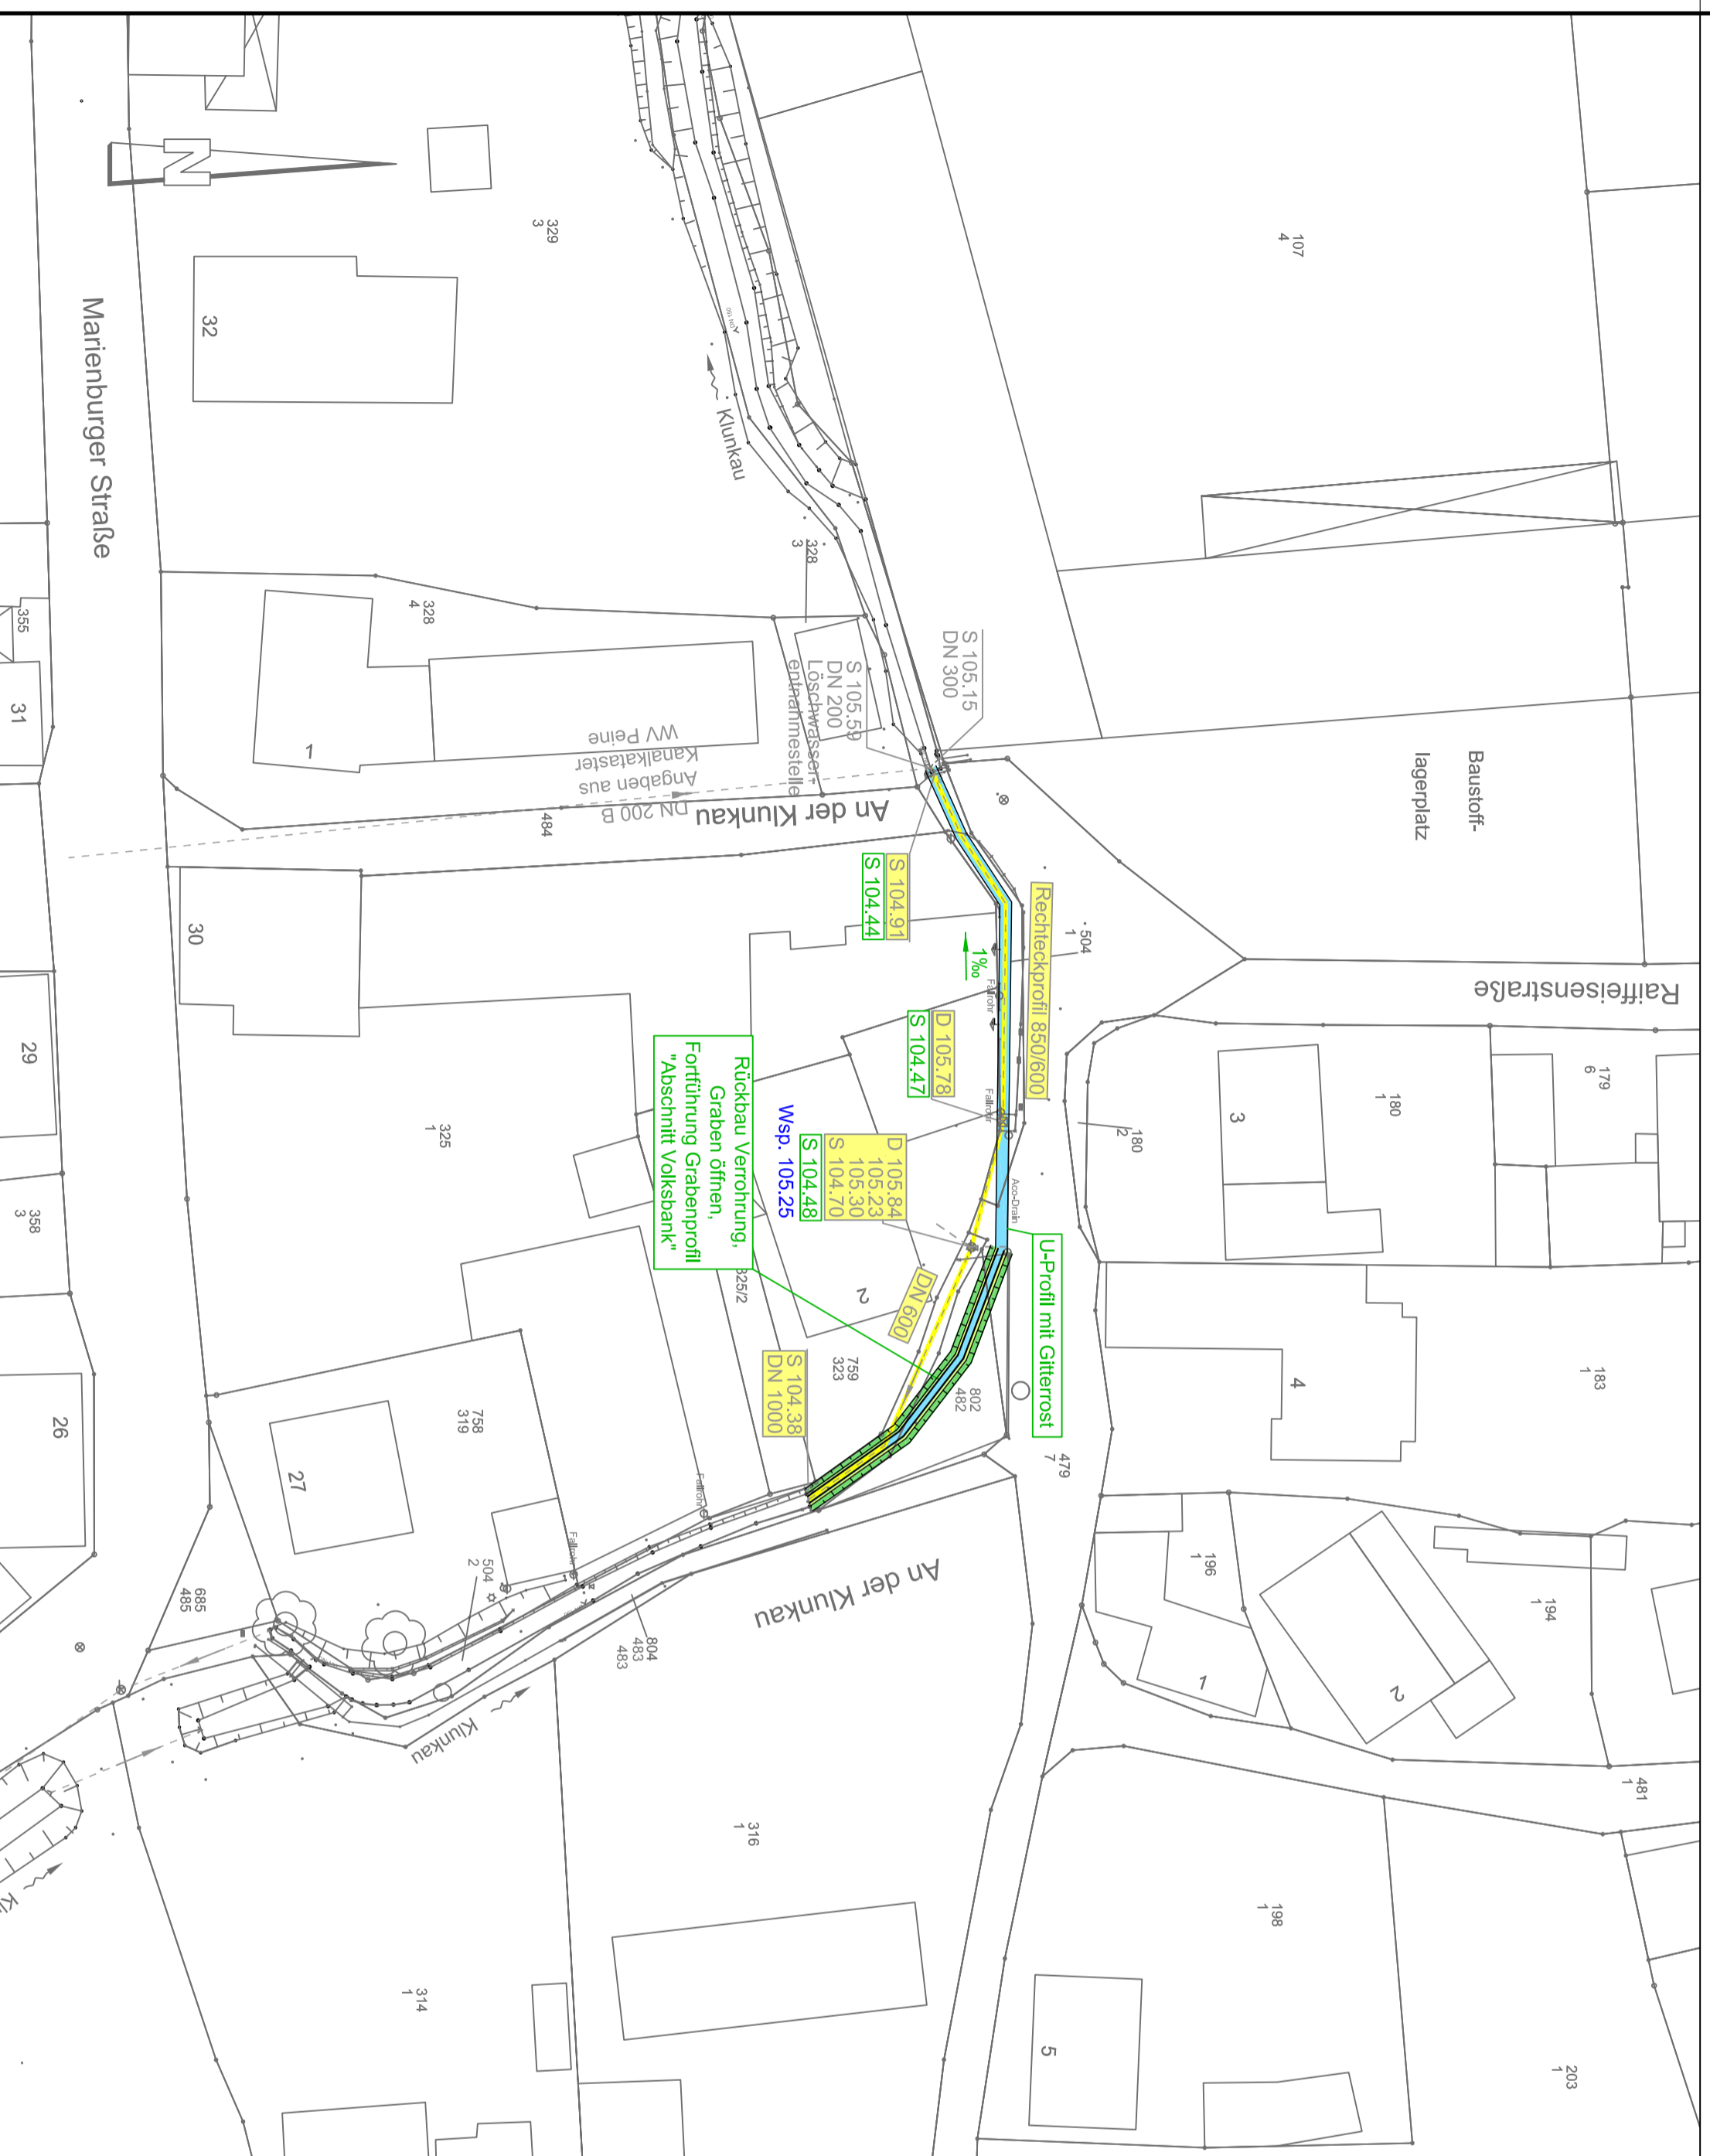 N
Marienburger Straße
32
329
3
107
4
DN 150
Klunkau
328
3
328
4
1
355
31
S 105.15
DN 300
S 105.59
DN 200
Löschwasser-
entnahmestelle
DN 200 B
Angaben aus
Kanalkataster
WV Peine
An der Klunkau
484
Baustoff-
lagerplatz
Raiffeisenstraße
S 104.91
S 104.44
1‰
Rechteckprofil 850/600
504
1
Fallrohr
D 105.78
S 104.47
Fallrohr
D 105.84
105.23
105.30
S 104.70
S 104.48
Wsp. 105.25
Aco-Drain
U-Profil mit Gitterrost
DN 600
Rückbau Verrohrung,
Graben öffnen,
Fortführung Grabenprofil
"Abschnitt Volksbank"
325/2
2
759
323
802
482
S 104.38
DN 1000
30
29
325
1
358
3
26
27
758
319
Fallrohr
Fallrohr
504
2
685
485
804
483
483
An der Klunkau
Klunkau
Kl
316
1
314
1
179
6
180
1
180
2
3
4
183
1
479
7
196
1
194
1
1
2
481
1
198
1
5
203
1